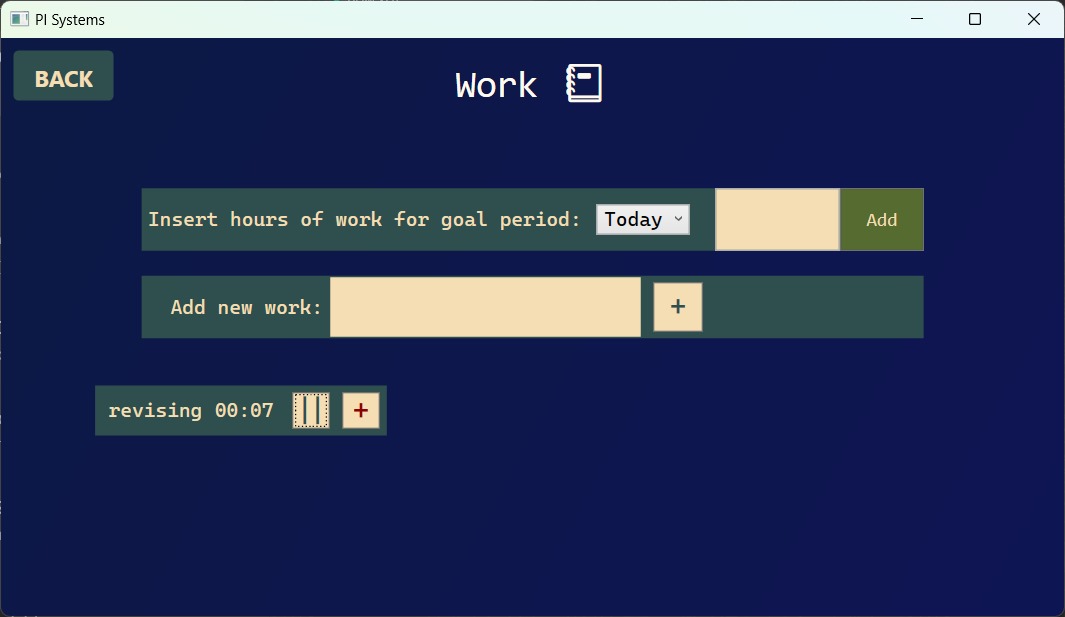 PI Systems
BACK
Work
Insert hours of work for goal period: Today Add
Add new work: +
revising 00:07 +